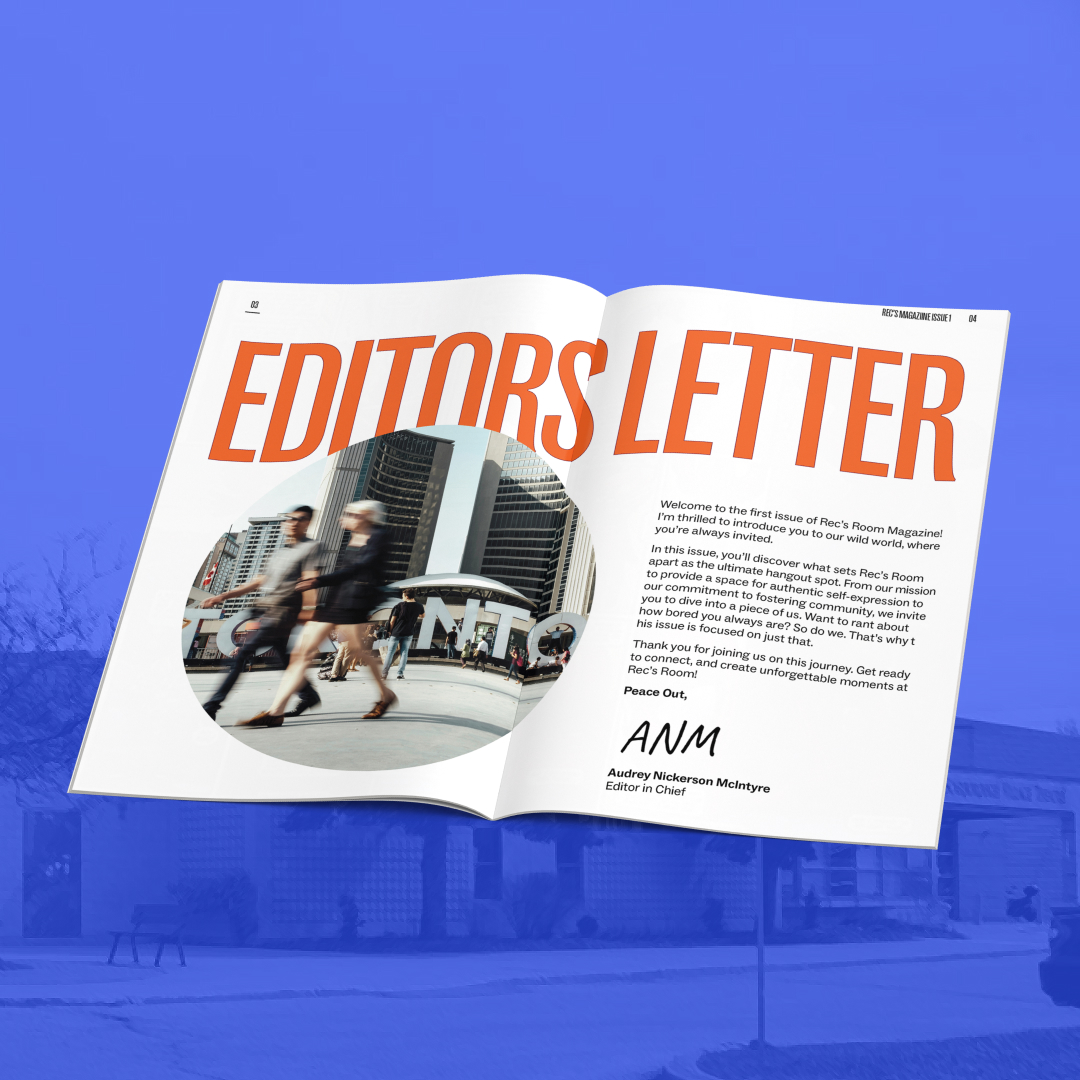 03
REC'S MAGAZIINE ISSUE 1 04
EDITORS LETTER
TORONTO
Welcome to the first issue of Rec's Room Magazine!
I'm thrilled to introduce you to our wild world, where
you're always invited.
In this issue, you'll discover what sets Rec's Room
apart as the ultimate hangout spot. From our mission
to provide a space for authentic self-expression to
our commitment to fostering community, we invite
you to dive into a piece of us. Want to rant about
how bored you always are? So do we. That's why t
his issue is focused on just that.
Thank you for joining us on this journey. Get ready
to connect, and create unforgettable moments at
Rec's Room!
Peace Out,
ANM
Audrey Nickerson McIntyre
Editor in Chief